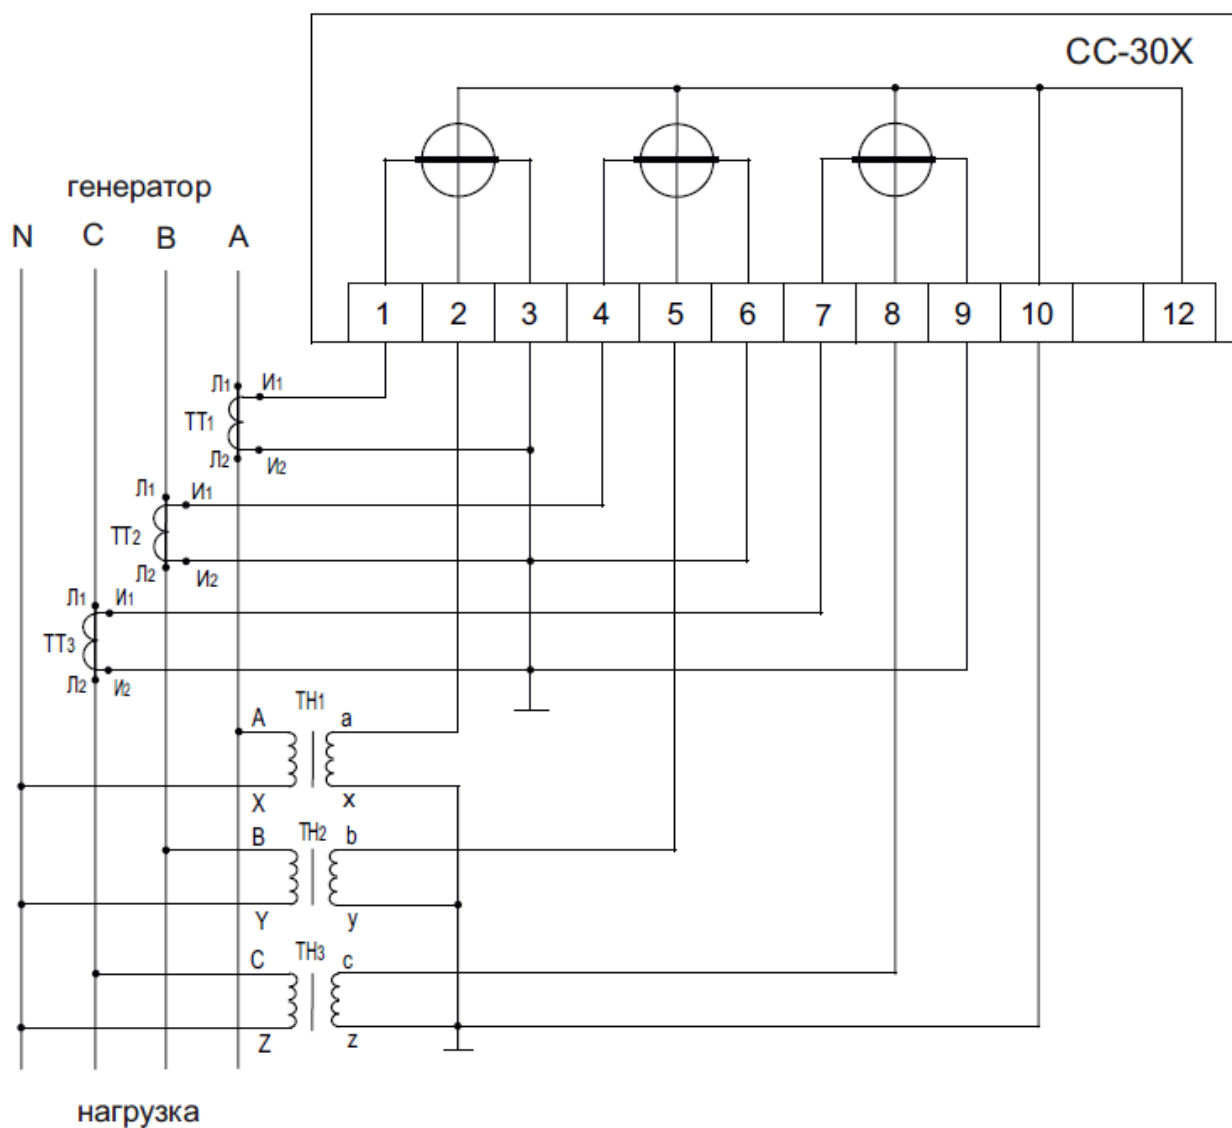 СС-30Х
генератор
N C B A
1 2 3 4 5 6 7 8 9 10 12
Л1 И1
ТТ1
Л2 И2
Л1 И1
ТТ2
Л2 И2
Л1 И1
ТТ3
Л2 И2
A ТН1 a
X x
B ТН2 b
Y y
C ТН3 c
Z z
нагрузка